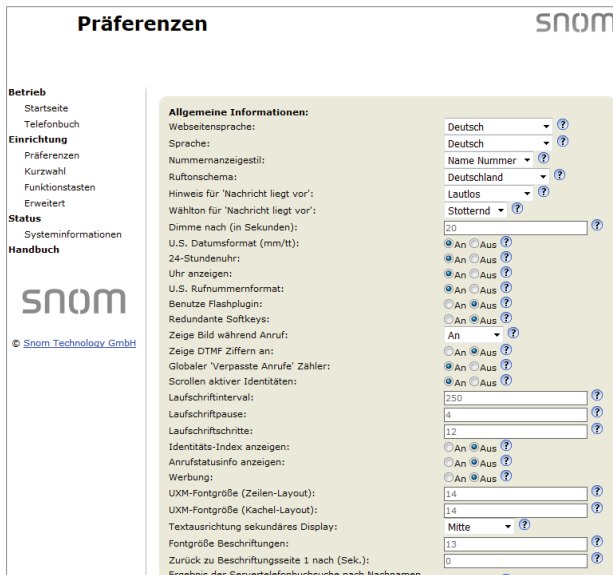 Präferenzen
snom
Betrieb
Startseite
Telefonbuch
Einrichtung
Präferenzen
Kurzwahl
Funktionstasten
Erweitert
Status
Systeminformationen
Handbuch
snom
© Snom Technology GmbH
Allgemeine Informationen:
Webseitensprache: Deutsch ?
Sprache: Deutsch ?
Nummernanzeigestil: Name Nummer ?
Ruftonschema: Deutschland ?
Hinweis für 'Nachricht liegt vor': Lautlos ?
Wählton für 'Nachricht liegt vor': Stotternd ?
Dimme nach (in Sekunden): 20 ?
U.S. Datumsformat (mm/tt): An Aus ?
24-Stundenuhr: An Aus ?
Uhr anzeigen: An Aus ?
U.S. Rufnummernformat: An Aus ?
Benutze Flashplugin: An Aus ?
Redundante Softkeys: An Aus ?
Zeige Bild während Anruf: An ?
Zeige DTMF Ziffern an: An Aus ?
Globaler 'Verpasste Anrufe' Zähler: An Aus ?
Scrollen aktiver Identitäten: An Aus ?
Laufschriftinterval: 250 ?
Laufschriftpause: 4 ?
Laufschriftschritte: 12 ?
Identitäts-Index anzeigen: An Aus ?
Anrufstatusinfo anzeigen: An Aus ?
Werbung: An Aus ?
UXM-Fontgröße (Zeilen-Layout): 14 ?
UXM-Fontgröße (Kachel-Layout): 14 ?
Textausrichtung sekundäres Display: Mitte ?
Fontgröße Beschriftungen: 13 ?
Zurück zu Beschriftungsseite 1 nach (Sek.): 0 ?
Ergebnis der Servertelefonbuchsuche nach Nachnamen